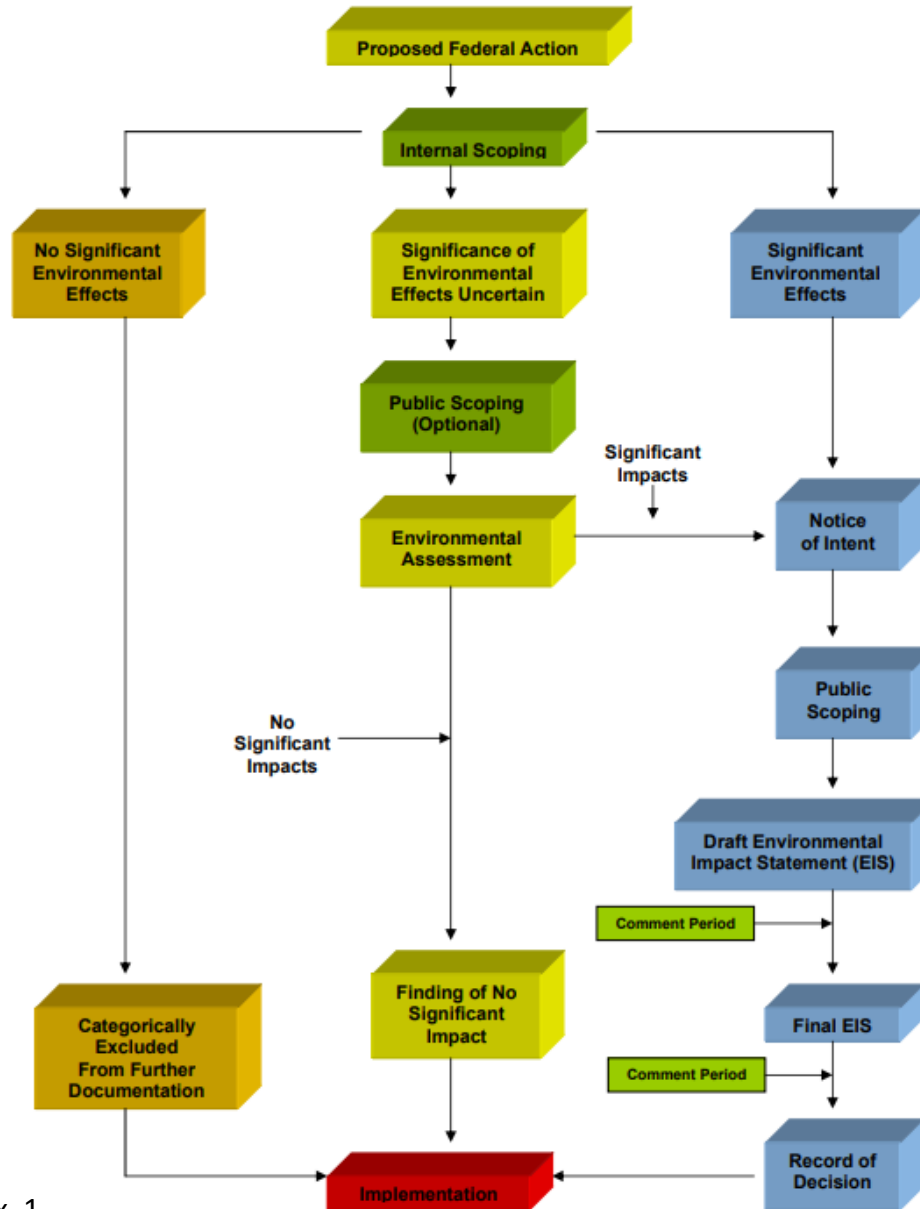 Proposed Federal Action
Internal Scoping
No Significant
Environmental
Effects
Significance of
Environmental
Effects Uncertain
Significant
Environmental
Effects
Public Scoping
(Optional)
Significant
Impacts
Environmental
Assessment
Notice
of Intent
Public
Scoping
No
Significant
Impacts
Draft Environmental
Impact Statement (EIS)
Comment Period
Finding of No
Significant
Impact
Categorically
Excluded
From Further
Documentation
Final EIS
Comment Period
Record of
Decision
Implementation